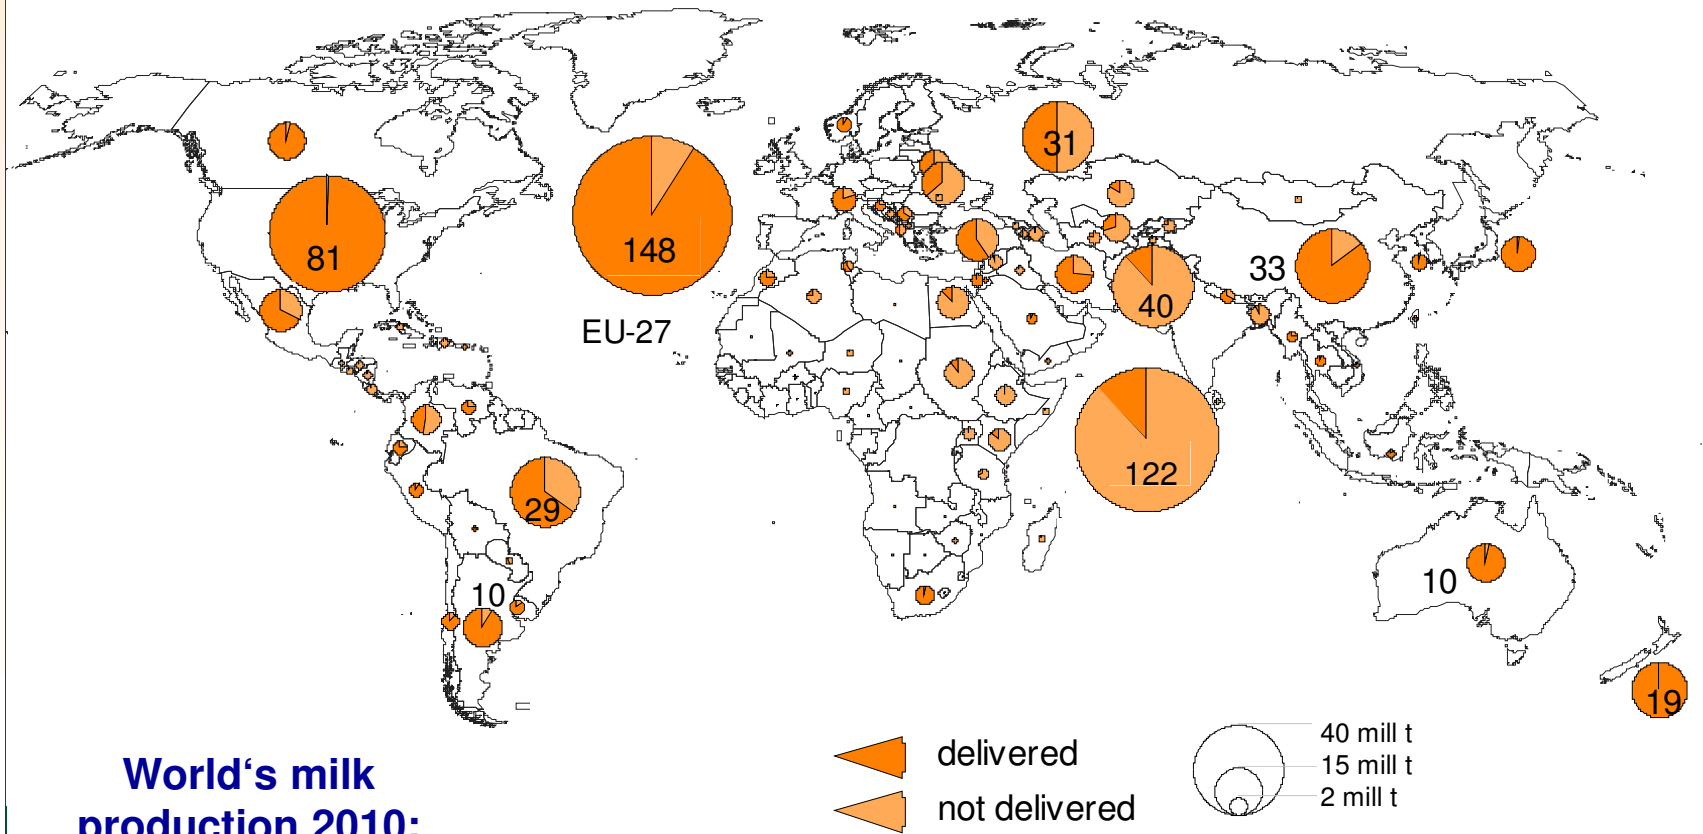 31
148
81
33
40
EU-27
122
29
10
10
19
40 mill t
15 mill t
2 mill t
delivered
not delivered
World‘s milk
production 2010: